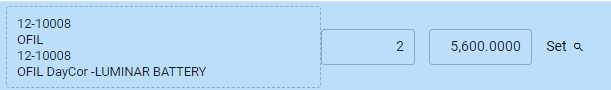 12-10008
OFIL
12-10008
OFIL DayCor -LUMINAR BATTERY
2
5,600.0000
Set